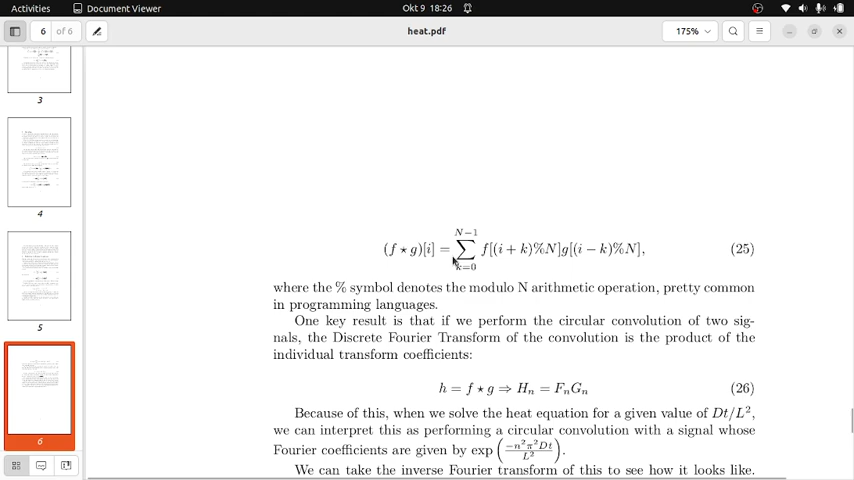 Activities Document Viewer Okt 9 18:26
6 of 6 heat.pdf 175%
3
4
5
6
(f ⋆ g)[i] = ∑_{k=0}^{N−1} f[(i + k)%N]g[(i − k)%N], (25)
where the % symbol denotes the modulo N arithmetic operation, pretty common
in programming languages.
One key result is that if we perform the circular convolution of two sig-
nals, the Discrete Fourier Transform of the convolution is the product of the
individual transform coefficients:
h = f ⋆ g ⇒ Hₙ = FₙGₙ (26)
Because of this, when we solve the heat equation for a given value of Dt/L²,
we can interpret this as performing a circular convolution with a signal whose
Fourier coefficients are given by exp(−n²π²Dt / L²).
We can take the inverse Fourier transform of this to see how it looks like.